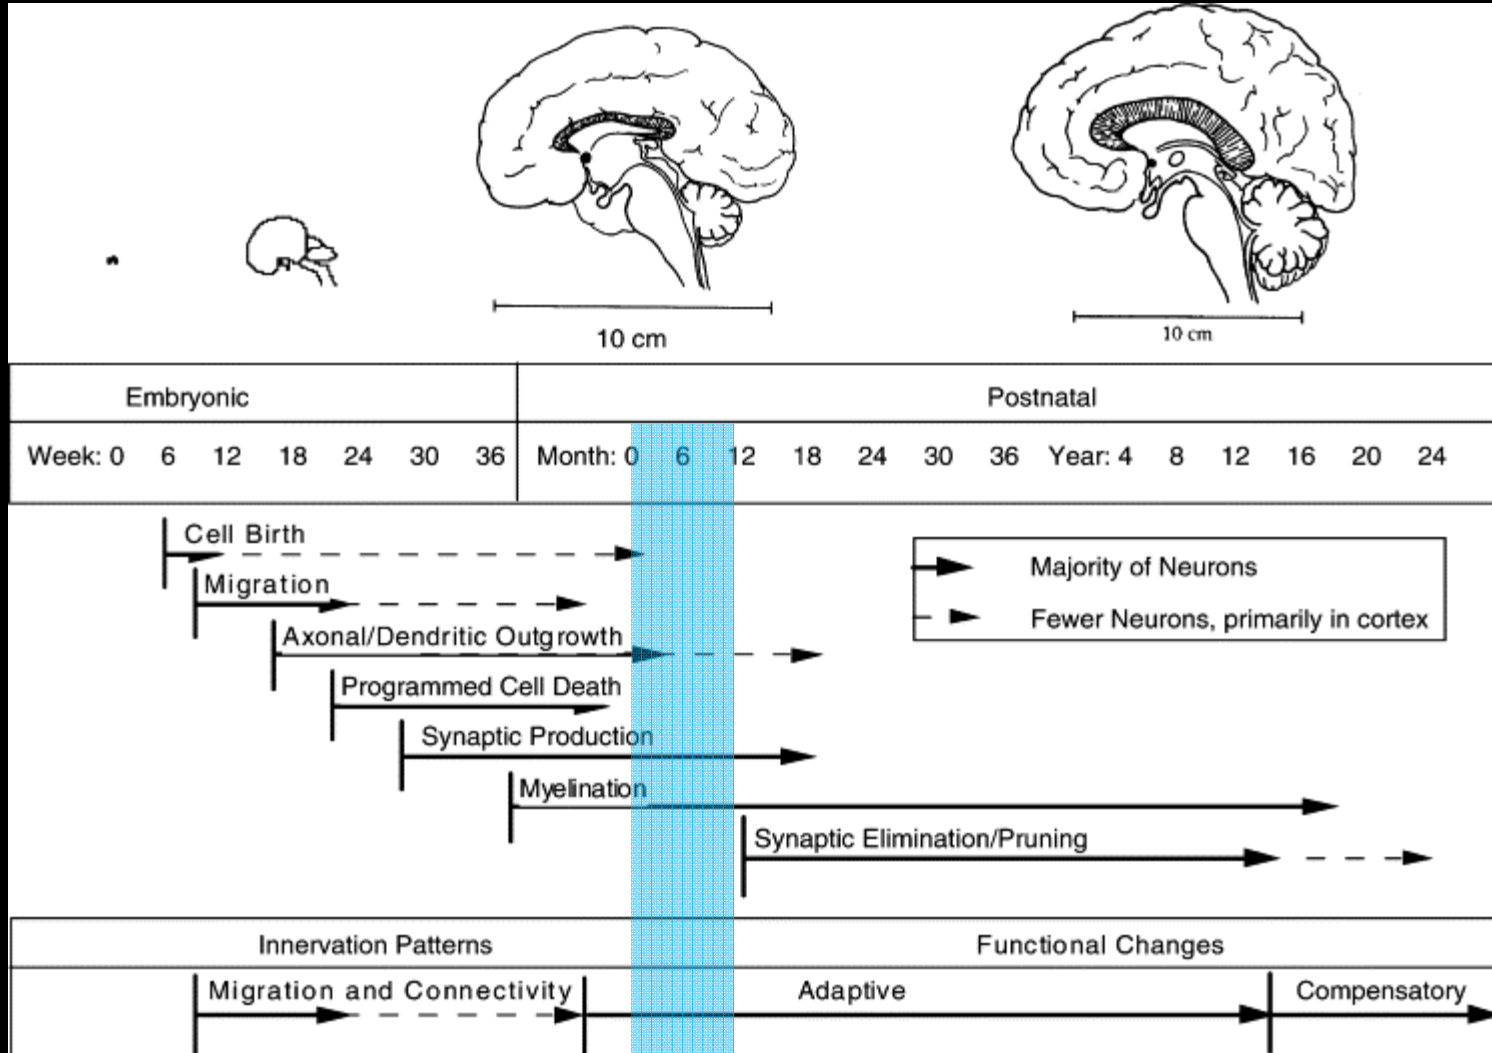 10 cm
10 cm
Embryonic
Postnatal
Week: 0 6 12 18 24 30 36 Month: 0 6 12 18 24 30 36 Year: 4 8 12 16 20 24
Cell Birth
Migration
Axonal/Dendritic Outgrowth
Programmed Cell Death
Synaptic Production
Myelination
Synaptic Elimination/Pruning
Majority of Neurons
Fewer Neurons, primarily in cortex
Innervation Patterns
Functional Changes
Migration and Connectivity
Adaptive
Compensatory